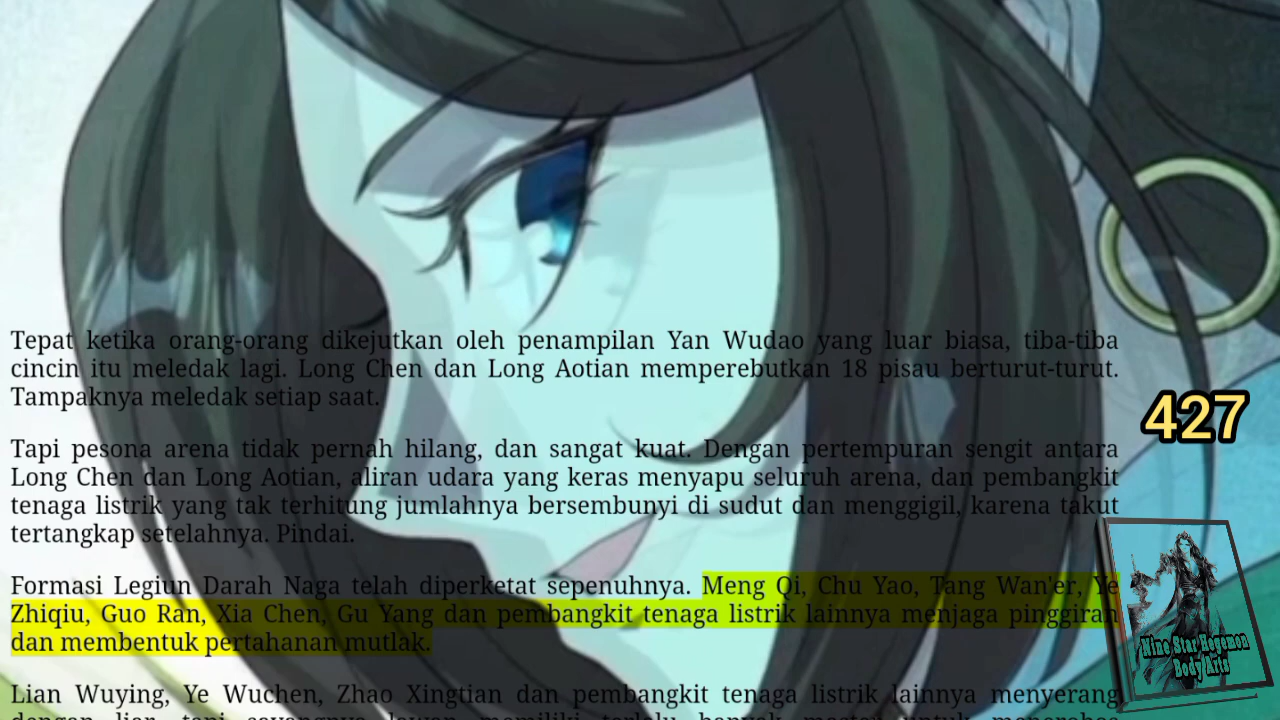 Tepat ketika orang-orang dikejutkan oleh penampilan Yan Wudao yang luar biasa, tiba-tiba
cincin itu meledak lagi. Long Chen dan Long Aotian memperebutkan 18 pisau berturut-turut.
Tampaknya meledak setiap saat.
Tapi pesona arena tidak pernah hilang, dan sangat kuat. Dengan pertempuran sengit antara
Long Chen dan Long Aotian, aliran udara yang keras menyapu seluruh arena, dan pembangkit
tenaga listrik yang tak terhitung jumlahnya bersembunyi di sudut dan menggigil, karena takut
tertangkap setelahnya. Pindai.
Formasi Legiun Darah Naga telah diperketat sepenuhnya. Meng Qi, Chu Yao, Tang Wan'er, Ye
Zhiqiu, Guo Ran, Xia Chen, Gu Yang dan pembangkit tenaga listrik lainnya menjaga pinggiran
dan membentuk pertahanan mutlak.
Lian Wuying, Ye Wuchen, Zhao Xingtian dan pembangkit tenaga listrik lainnya menyerang
427
Nine Star Hegemon
Body Arts